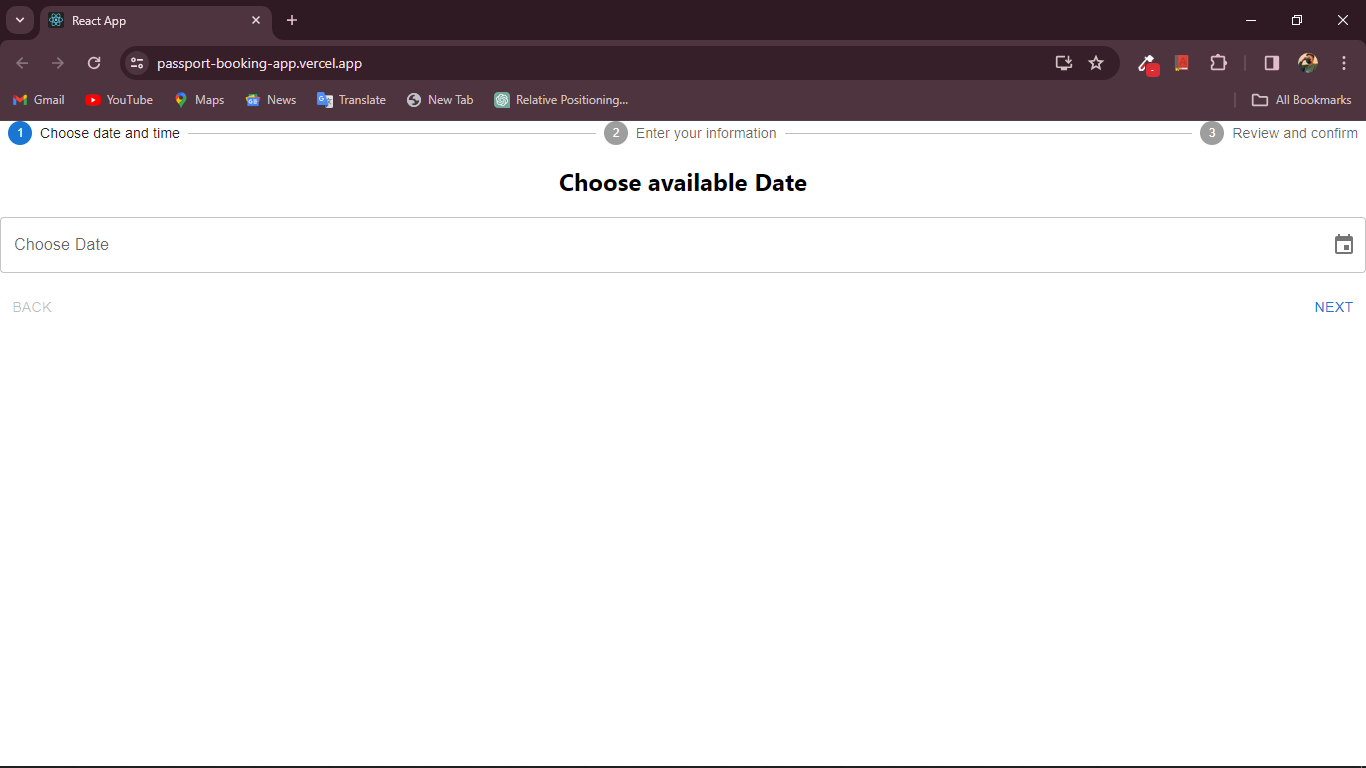 React App
passport-booking-app.vercel.app
Gmail YouTube Maps News Translate New Tab Relative Positioning... All Bookmarks
1 Choose date and time 2 Enter your information 3 Review and confirm
Choose available Date
Choose Date
BACK NEXT